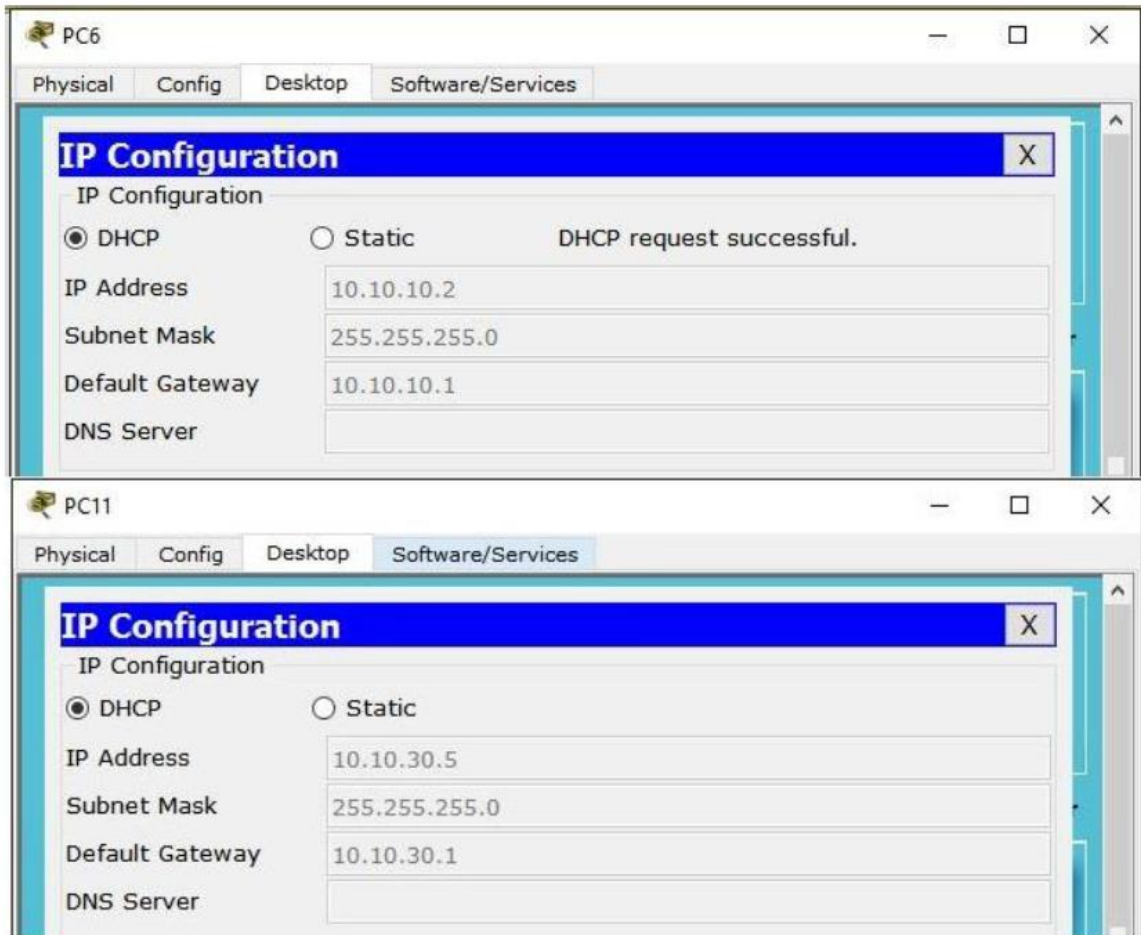 PC6
Physical Config Desktop Software/Services
IP Configuration X
IP Configuration
DHCP Static DHCP request successful.
IP Address 10.10.10.2
Subnet Mask 255.255.255.0
Default Gateway 10.10.10.1
DNS Server
PC11
Physical Config Desktop Software/Services
IP Configuration X
IP Configuration
DHCP Static
IP Address 10.10.30.5
Subnet Mask 255.255.255.0
Default Gateway 10.10.30.1
DNS Server